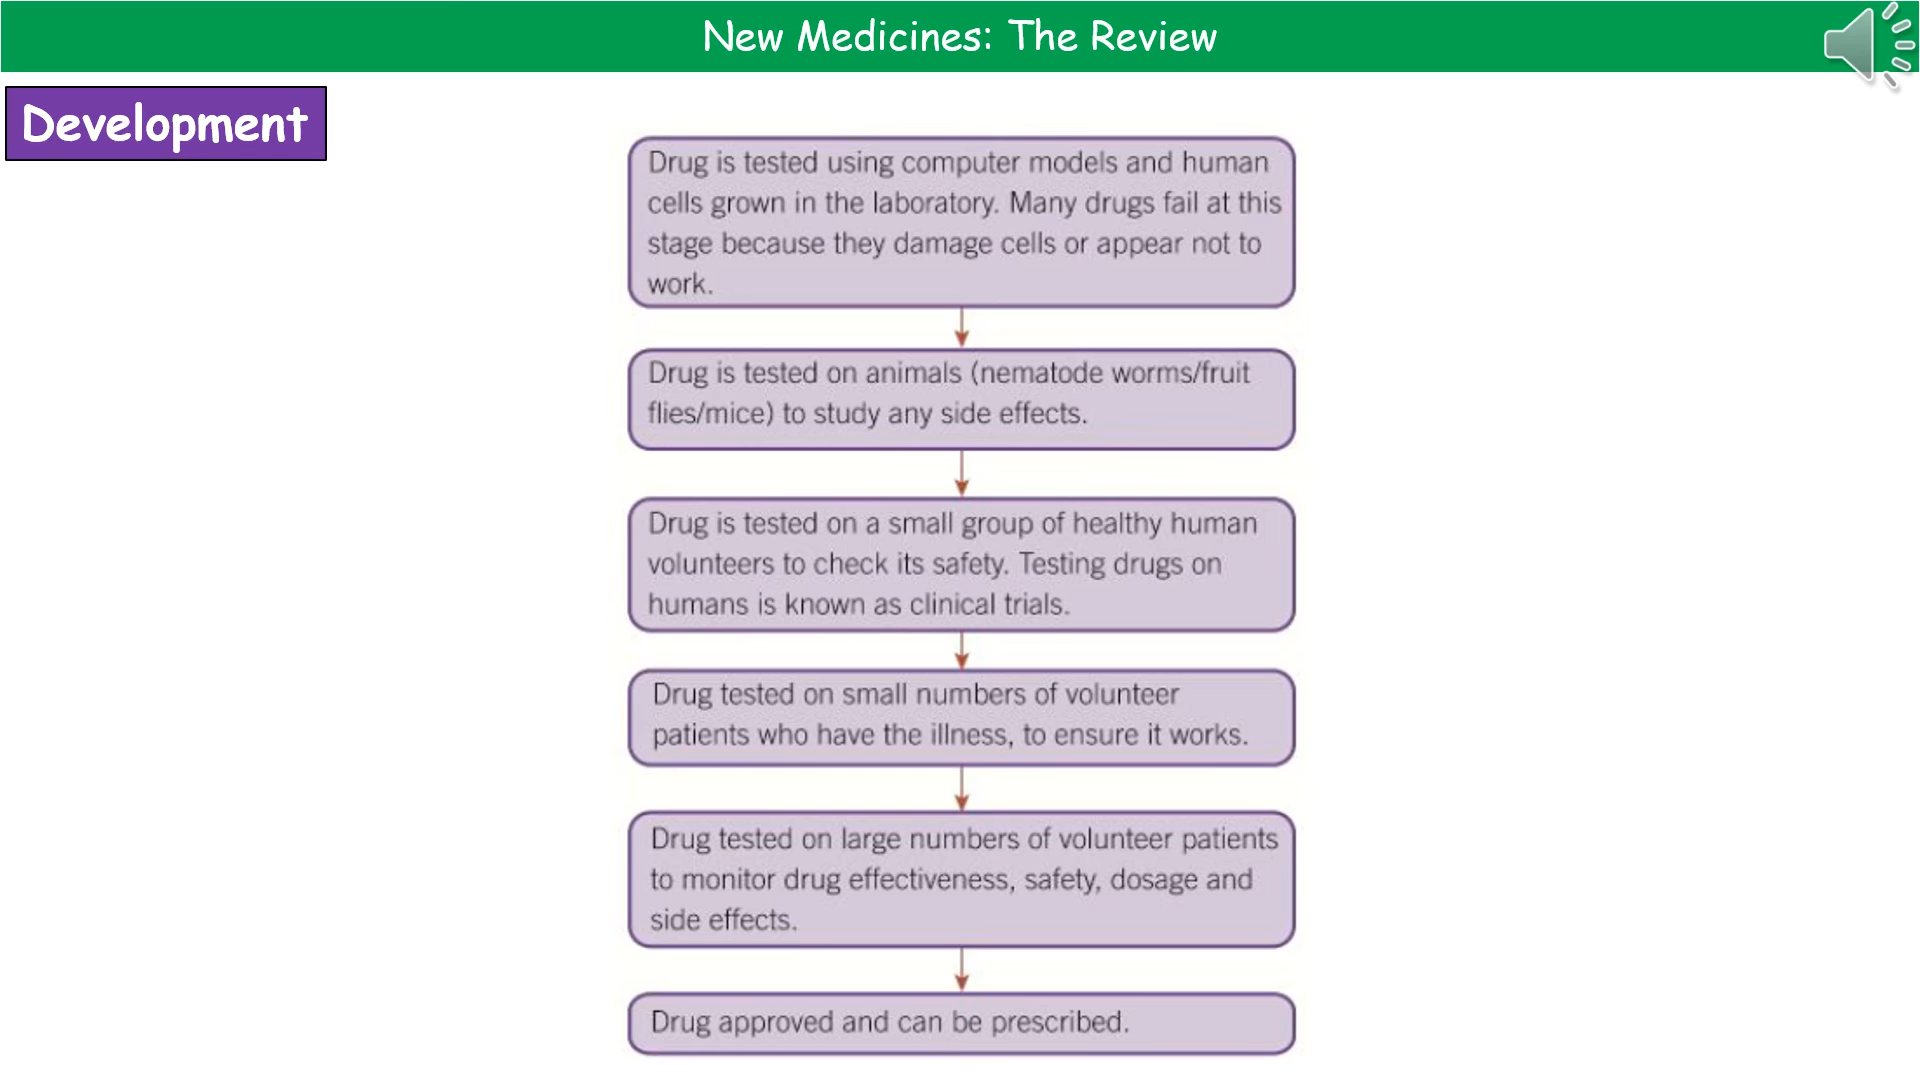 New Medicines: The Review
Development
Drug is tested using computer models and human
cells grown in the laboratory. Many drugs fail at this
stage because they damage cells or appear not to
work.
Drug is tested on animals (nematode worms/fruit
flies/mice) to study any side effects.
Drug is tested on a small group of healthy human
volunteers to check its safety. Testing drugs on
humans is known as clinical trials.
Drug tested on small numbers of volunteer
patients who have the illness, to ensure it works.
Drug tested on large numbers of volunteer patients
to monitor drug effectiveness, safety, dosage and
side effects.
Drug approved and can be prescribed.